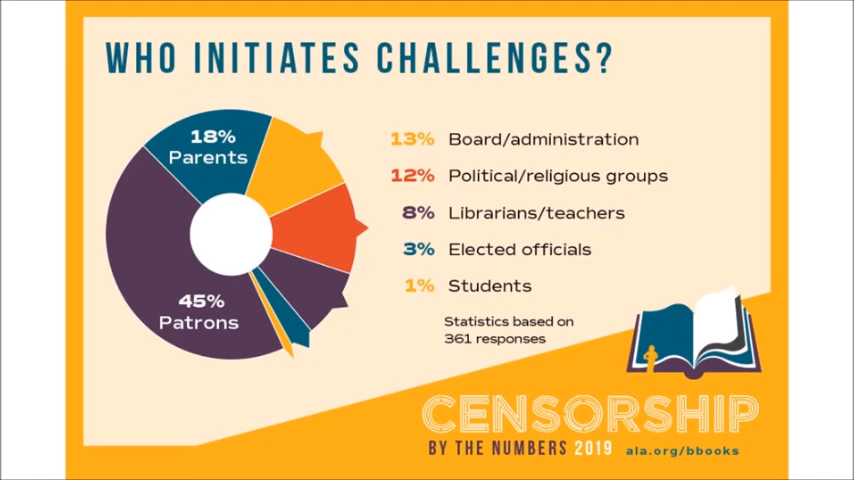 WHO INITIATES CHALLENGES?
18%
Parents
45%
Patrons
13% Board/administration
12% Political/religious groups
8% Librarians/teachers
3% Elected officials
1% Students
Statistics based on
361 responses
CENSORSHIP
BY THE NUMBERS 2019 ala.org/bbooks